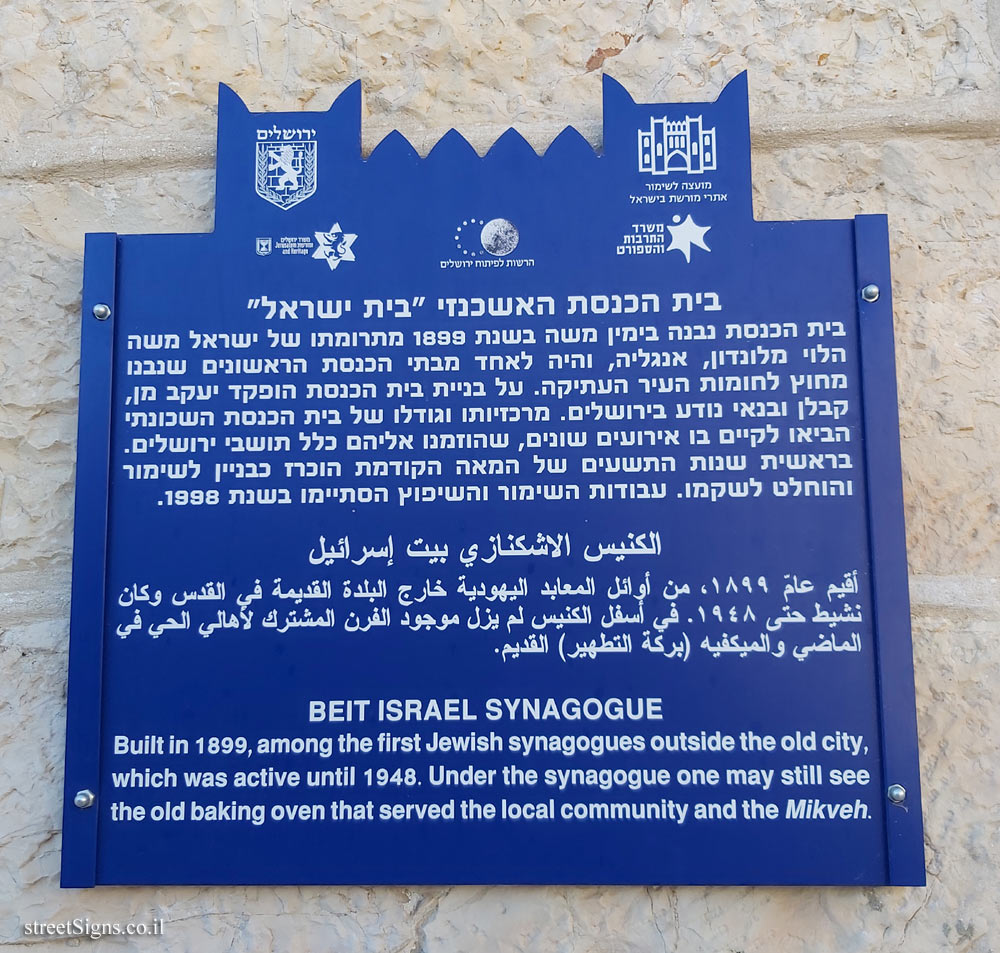 ירושלים
מועצה לשימור
אתרי מורשת בישראל
משרד ירושלים
ומורשת
Jerusalem
and Heritage
הרשות לפיתוח ירושלים
משרד
התרבות
והספורט
בית הכנסת האשכנזי "בית ישראל"
בית הכנסת נבנה בימין משה בשנת 1899 מתרומתו של ישראל משה
הלוי מלונדון, אנגליה, והיה לאחד מבתי הכנסת הראשונים שנבנו
מחוץ לחומות העיר העתיקה. על בניית בית הכנסת הופקד יעקב מן,
קבלן ובנאי נודע בירושלים. מרכזיותו וגודלו של בית הכנסת השכונתי
הביאו לקיים בו אירועים שונים, שהוזמנו אליהם כלל תושבי ירושלים.
בראשית שנות התשעים של המאה הקודמת הוכרז כבניין לשימור
והוחלט לשקמו. עבודות השימור והשיפוץ הסתיימו בשנת 1998.
الكنيس الاشكنازي بيت إسرائيل
أقيم عامّ ١٨٩٩، من أوائل المعابد اليهودية خارج البلدة القديمة في القدس وكان
نشيط حتى ١٩٤٨. في أسفل الكنيس لم يزل موجود الفرن المشترك لأهالي الحي في
الماضي والميكفيه (بركة التطهير) القديم.
BEIT ISRAEL SYNAGOGUE
Built in 1899, among the first Jewish synagogues outside the old city,
which was active until 1948. Under the synagogue one may still see
the old baking oven that served the local community and the Mikveh.
streetSigns.co.il